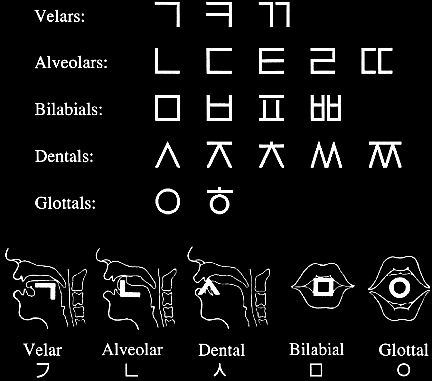 Velars: ㄱ ㅋ ㄲ
Alveolars: ㄴ ㄷ ㅌ ㄹ ㄸ
Bilabials: ㅁ ㅂ ㅍ ㅃ
Dentals: ㅅ ㅈ ㅊ ㅆ ㅉ
Glottals: ㅇ ㅎ
ㄱ ㄴ ㅅ ㅁ ㅇ
Velar Alveolar Dental Bilabial Glottal
ㄱ ㄴ ㅅ ㅁ ㅇ